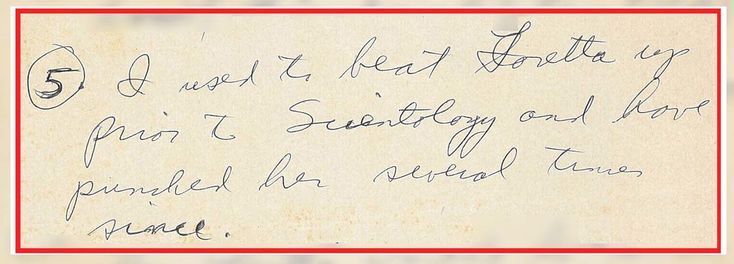 5. I used to beat Loretta up
prior to Scientology and have
punched her several times
since.